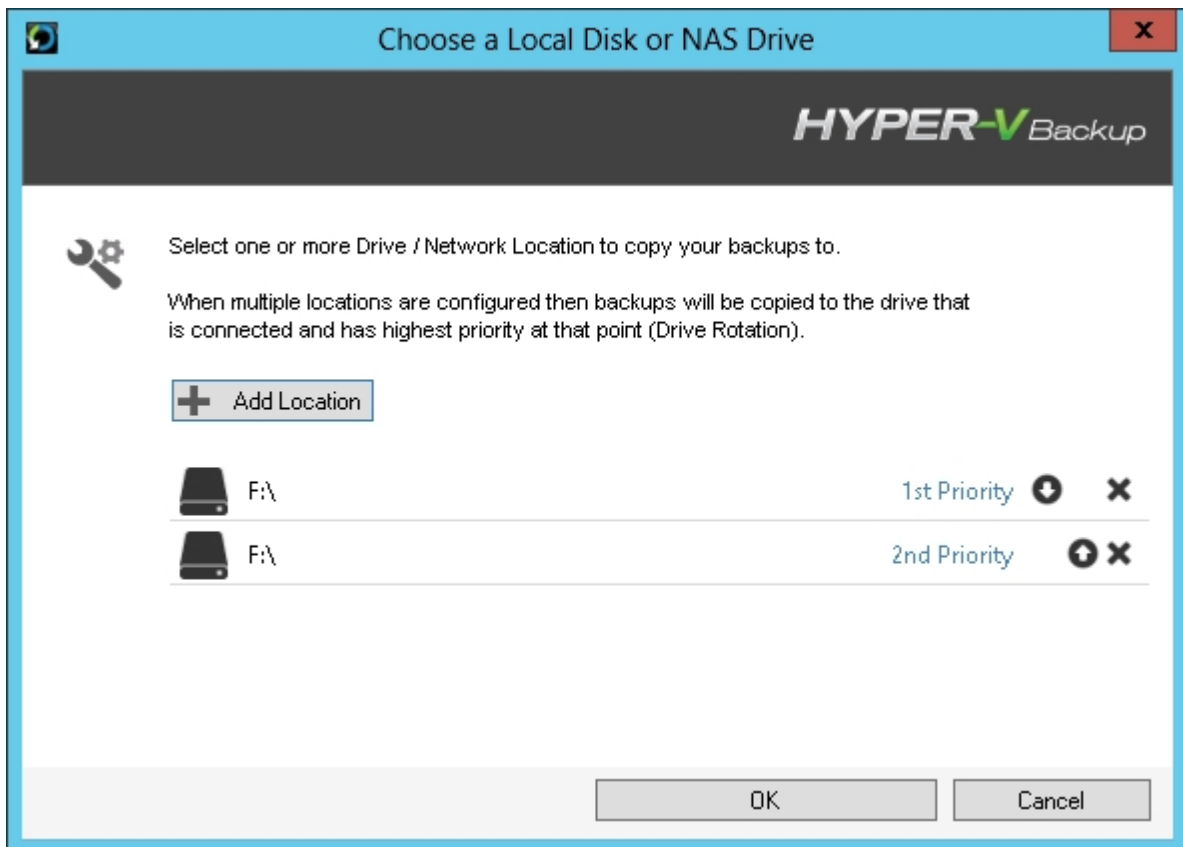 Choose a Local Disk or NAS Drive
x
HYPER-V Backup
Select one or more Drive / Network Location to copy your backups to.
When multiple locations are configured then backups will be copied to the drive that
is connected and has highest priority at that point (Drive Rotation).
Add Location
F:\ 1st Priority
F:\ 2nd Priority
OK Cancel